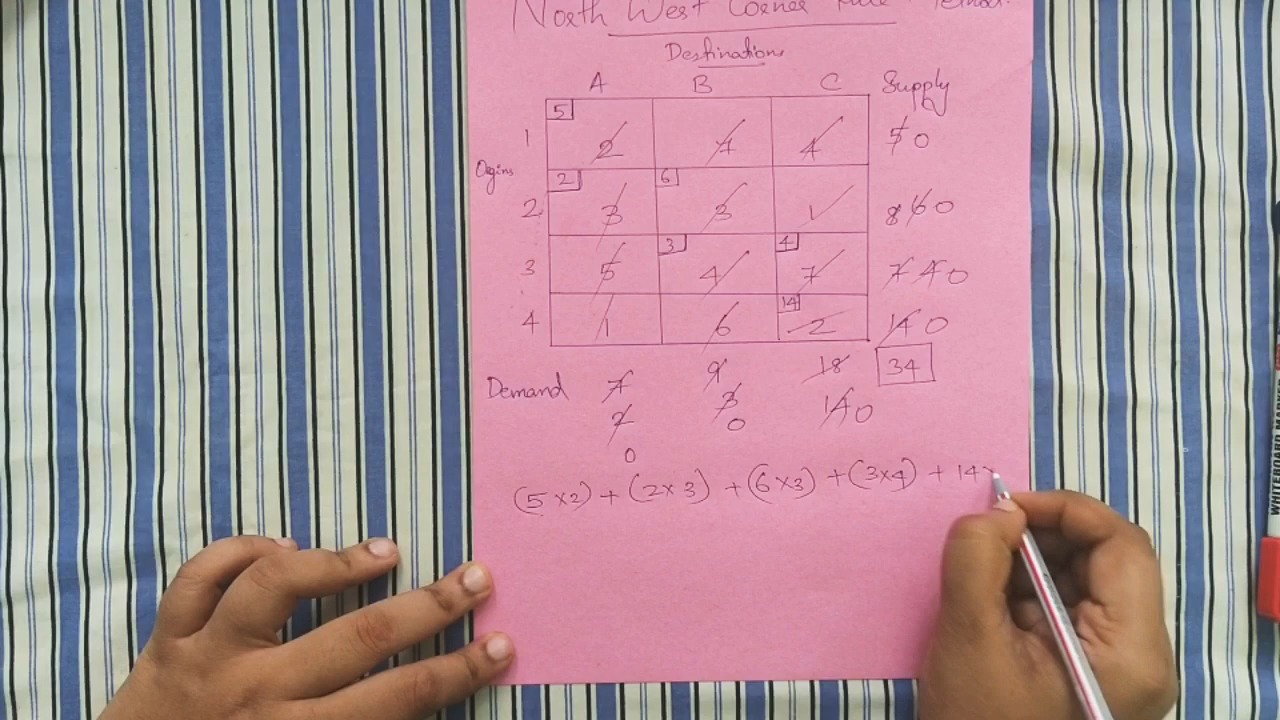 North West Corner Rule
Destinations
A B C Supply
5
1 2 4 5 0
Origins 2 6
2 3 3 1 8 6 0
3 4
3 5 4 7 7 4 0
14
4 1 6 2 14 0
Demand 7 9 18 34
2 3 14 0
0 0
(5 × 2) + (2 × 3) + (6 × 3) + (3 × 4) + 14 ×
WHITEBOARD MAR